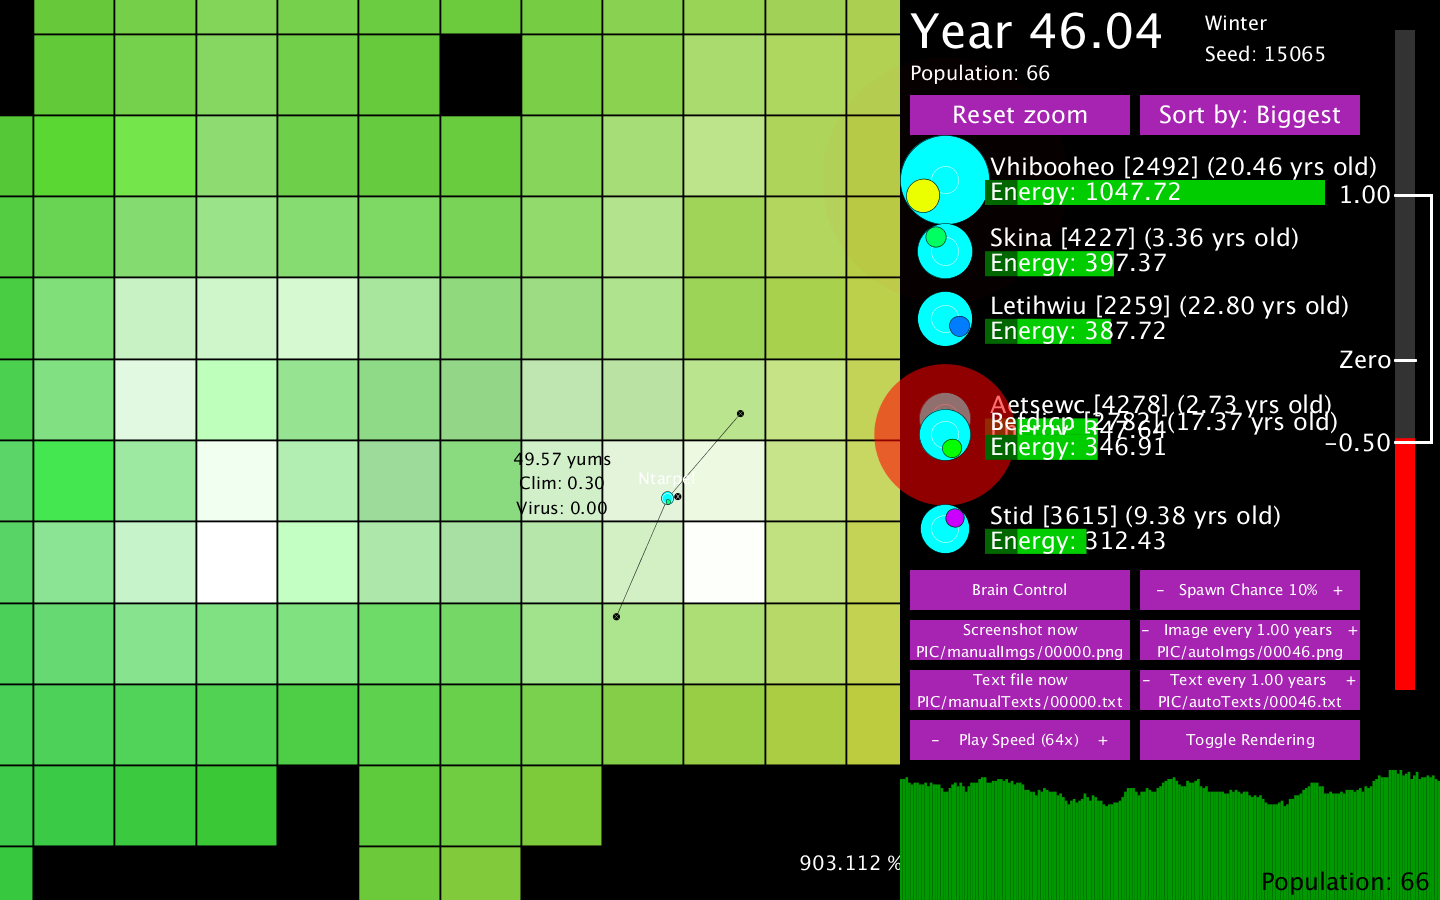 Year 46.04
Winter
Seed: 15065
Population: 66
Reset zoom
Sort by: Biggest
Vhibooheo [2492] (20.46 yrs old)
Energy: 1047.72
1.00
Skina [4227] (3.36 yrs old)
Energy: 397.37
Letihwiu [2259] (22.80 yrs old)
Energy: 387.72
Zero
Aetsewc [4278] (2.73 yrs old)
[2782] (17.37 yrs old)
Energy: 347.64
-0.50
Energy: 346.91
49.57 yums
Clim: 0.30
Virus: 0.00
Stid [3615] (9.38 yrs old)
Energy: 312.43
Brain Control
- Spawn Chance 10% +
Screenshot now
PIC/manualImgs/00000.png
- Image every 1.00 years +
PIC/autoImgs/00046.png
Text file now
PIC/manualTexts/00000.txt
- Text every 1.00 years +
PIC/autoTexts/00046.txt
- Play Speed (64x) +
Toggle Rendering
903.112 %
Population: 66